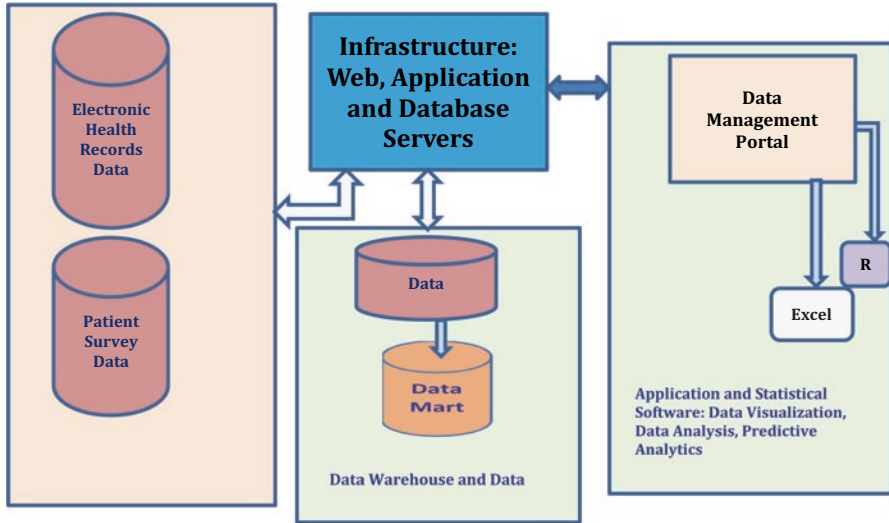 Electronic
Health
Records
Data
Patient
Survey
Data
Infrastructure:
Web, Application
and Database
Servers
Data
Data
Mart
Data Warehouse and Data
Data
Management
Portal
R
Excel
Application and Statistical
Software: Data Visualization,
Data Analysis, Predictive
Analytics